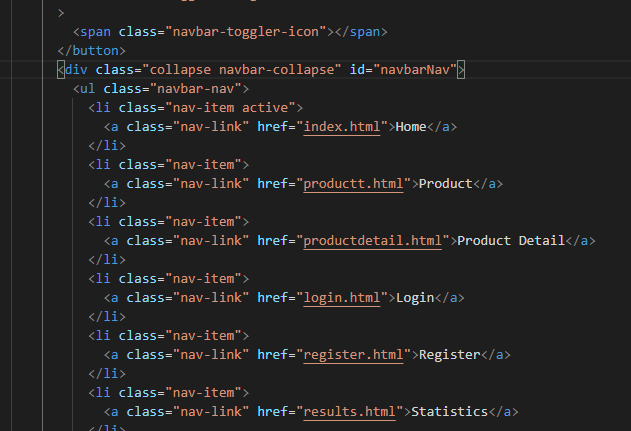 >
<span class="navbar-toggler-icon"></span>
</button>
<div class="collapse navbar-collapse" id="navbarNav">
<ul class="navbar-nav">
<li class="nav-item active">
<a class="nav-link" href="index.html">Home</a>
</li>
<li class="nav-item">
<a class="nav-link" href="productt.html">Product</a>
</li>
<li class="nav-item">
<a class="nav-link" href="productdetail.html">Product Detail</a>
</li>
<li class="nav-item">
<a class="nav-link" href="login.html">Login</a>
</li>
<li class="nav-item">
<a class="nav-link" href="register.html">Register</a>
</li>
<li class="nav-item">
<a class="nav-link" href="results.html">Statistics</a>
</li>